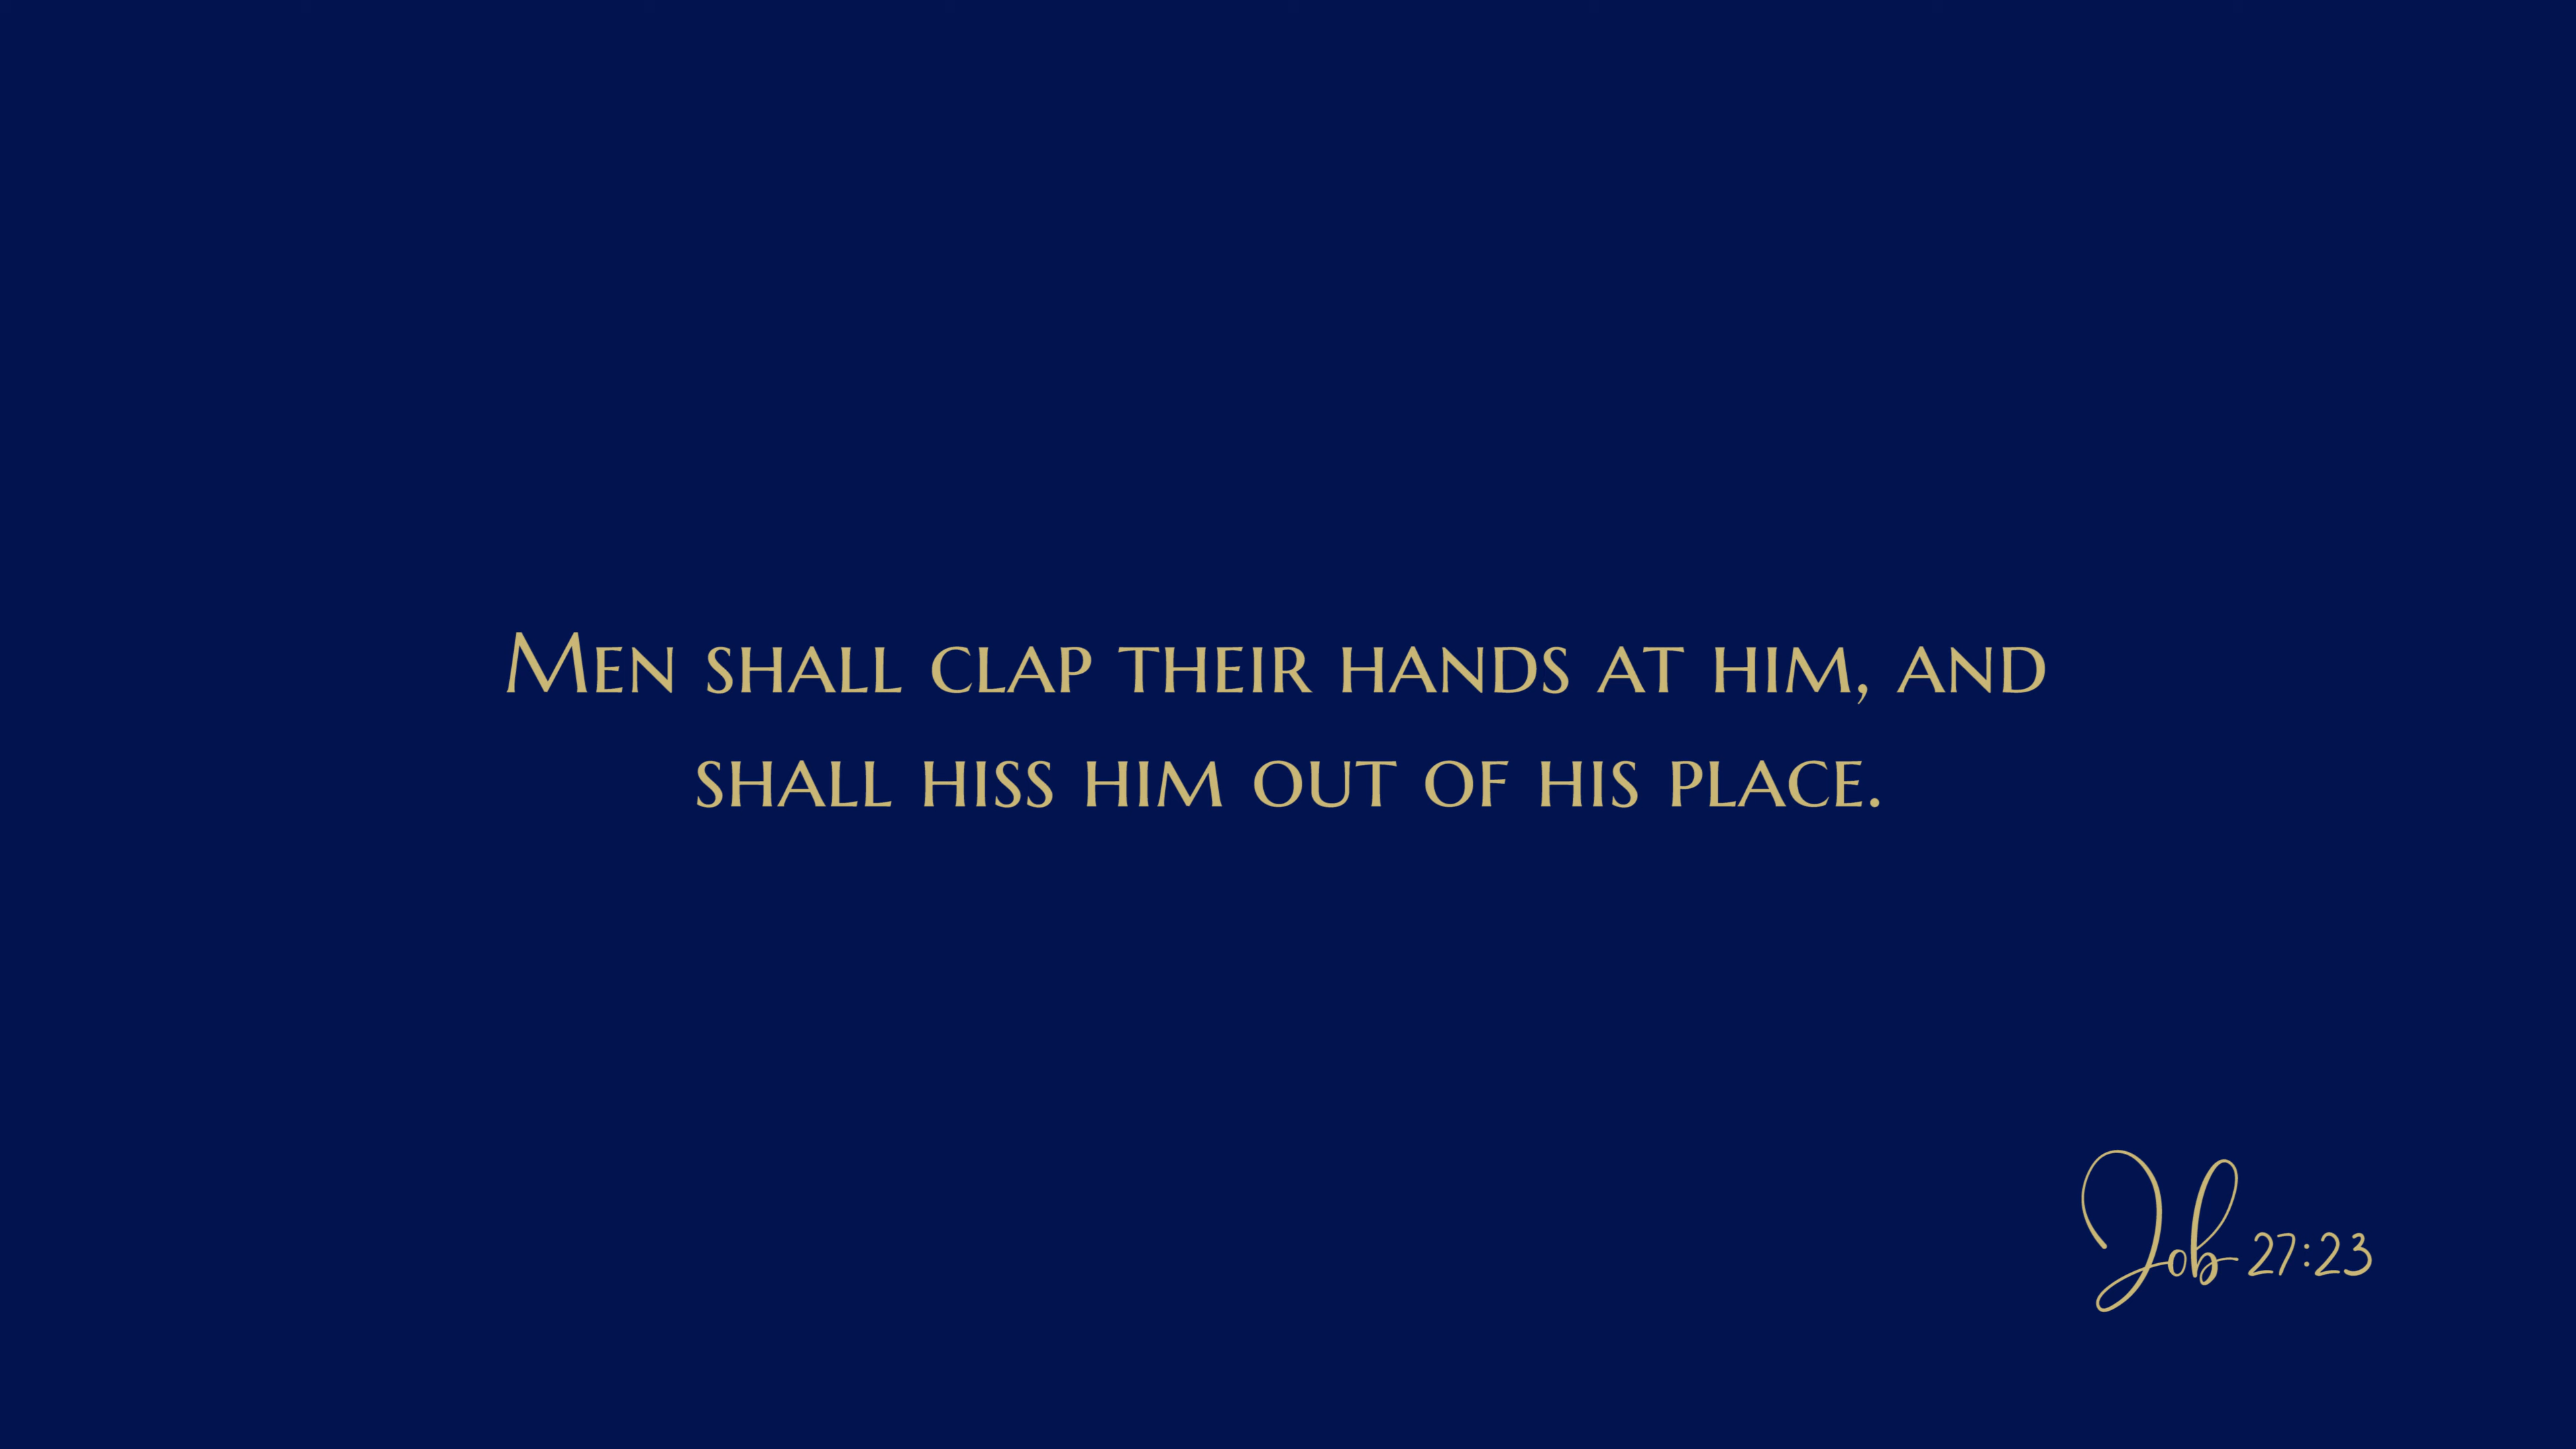 Men shall clap their hands at him, and
shall hiss him out of his place.
Job 27:23